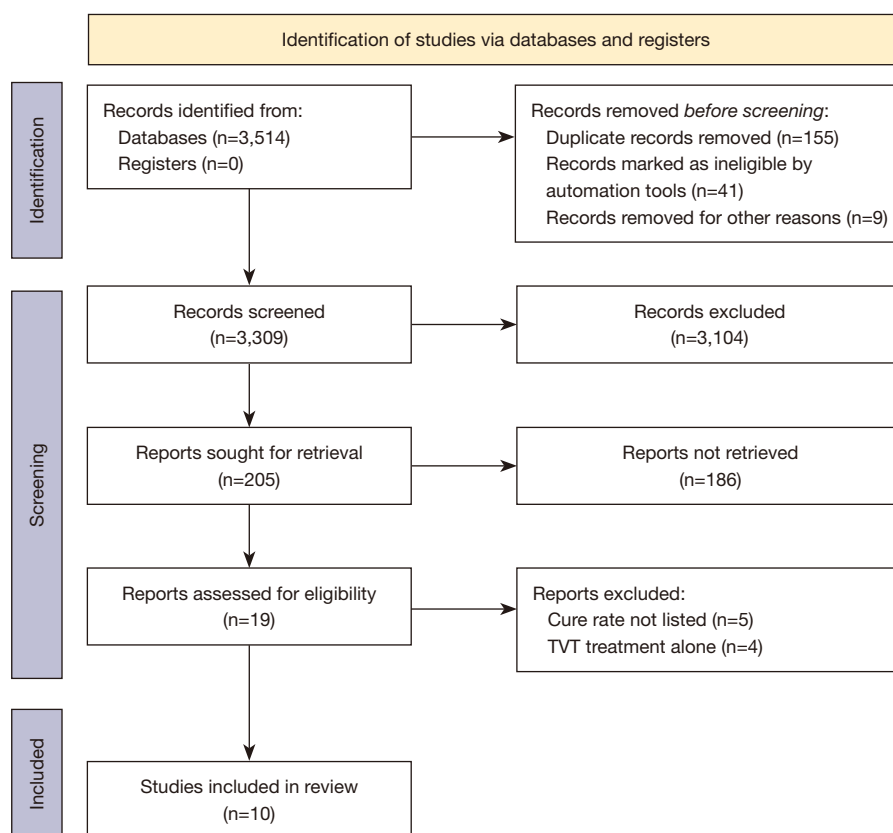 Identification of studies via databases and registers
Identification
Records identified from:
Databases (n=3,514)
Registers (n=0)
Records removed before screening:
Duplicate records removed (n=155)
Records marked as ineligible by
automation tools (n=41)
Records removed for other reasons (n=9)
Screening
Records screened
(n=3,309)
Records excluded
(n=3,104)
Reports sought for retrieval
(n=205)
Reports not retrieved
(n=186)
Reports assessed for eligibility
(n=19)
Reports excluded:
Cure rate not listed (n=5)
TVT treatment alone (n=4)
Included
Studies included in review
(n=10)